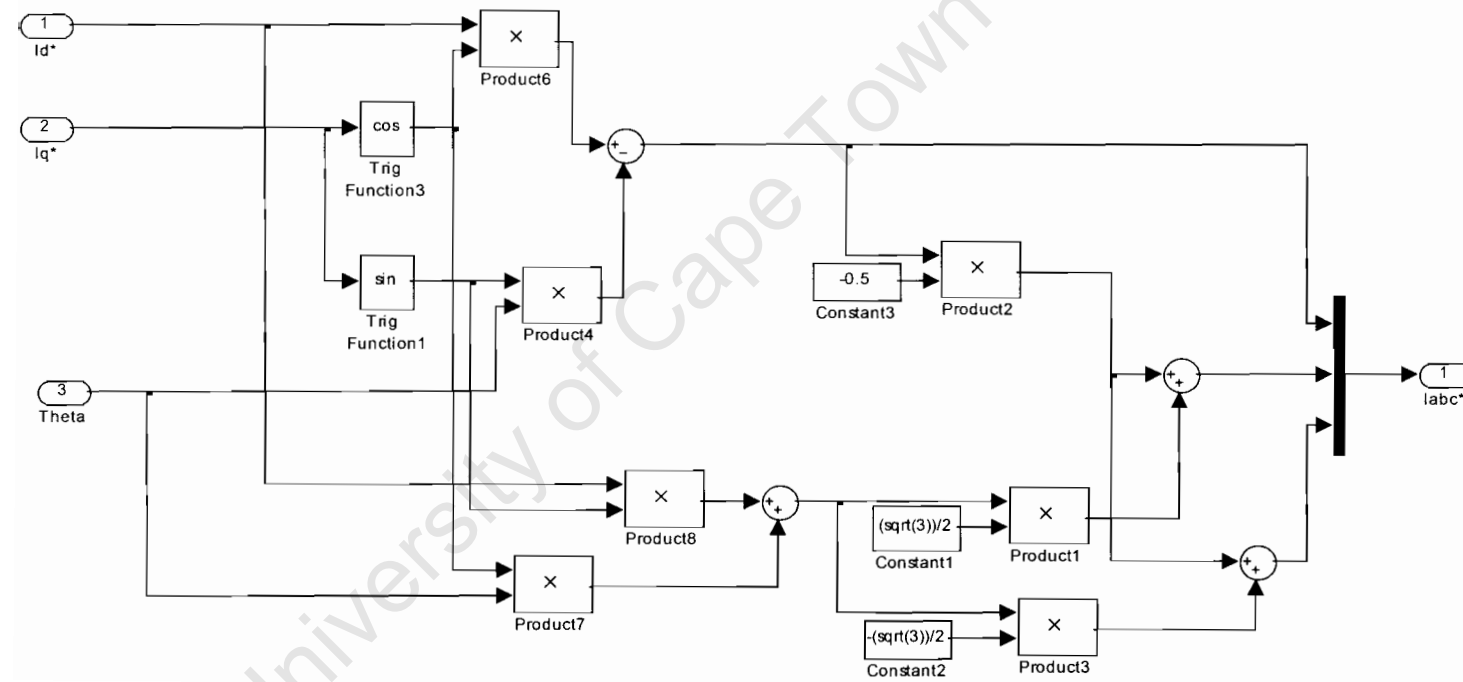 1
Id*
×
Product6
2
Iq*
cos
Trig
Function3
+
−
sin
Trig
Function1
×
Product4
-0.5
Constant3
×
Product2
3
Theta
+
+
1
Iabc*
×
Product8
+
+
(sqrt(3))/2
Constant1
×
Product1
×
Product7
+
+
-(sqrt(3))/2
Constant2
×
Product3
University of Cape Town